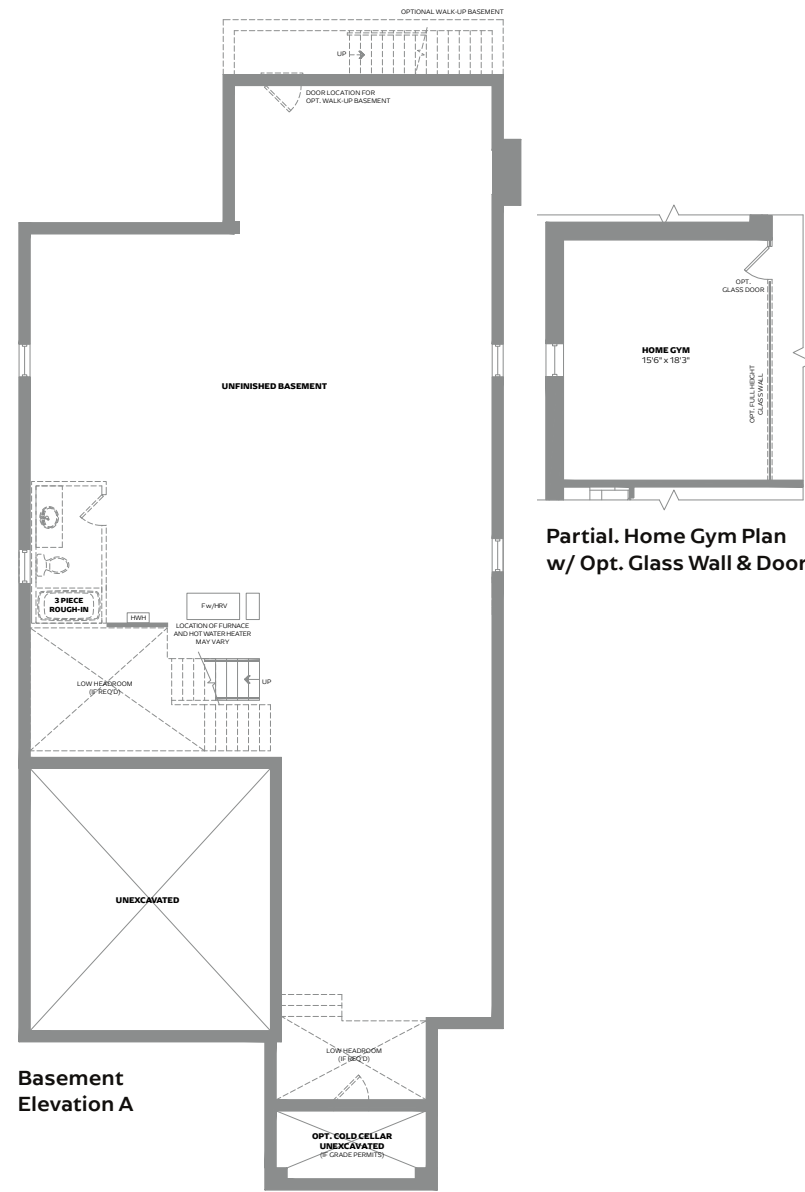 OPTIONAL WALK-UP BASEMENT
UP
DOOR LOCATION FOR
OPT. WALK-UP BASEMENT
OPT.
GLASS DOOR
HOME GYM
15'6" x 18'3"
OPT. FULL HEIGHT
GLASS WALL
UNFINISHED BASEMENT
Partial. Home Gym Plan
w/ Opt. Glass Wall & Door
3 PIECE
ROUGH-IN
HWH
Fw/HRV
LOCATION OF FURNACE
AND HOT WATER HEATER
MAY VARY
LOW HEADROOM
(IF REQ'D)
UP
UNEXCAVATED
LOW HEADROOM
(IF REQ'D)
Basement
Elevation A
OPT. COLD CELLAR
UNEXCAVATED
(IF GRADE PERMITS)